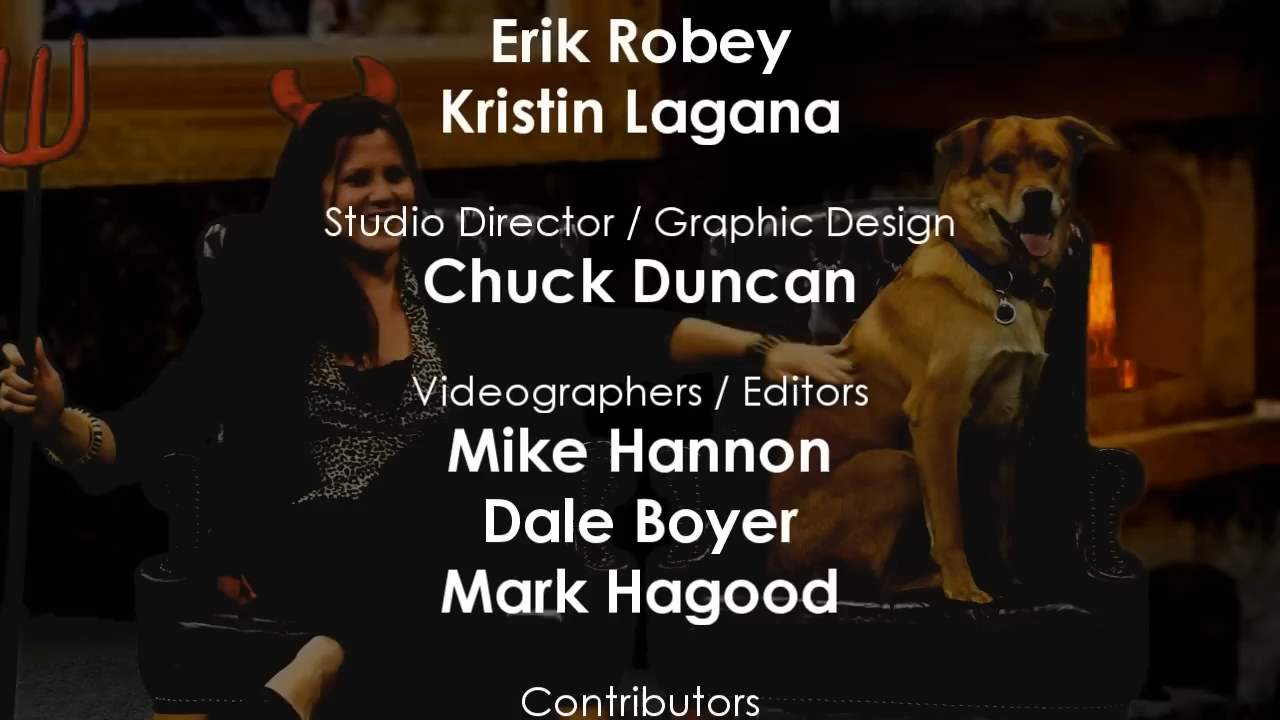 Erik Robey
Kristin Lagana
Studio Director / Graphic Design
Chuck Duncan
Videographers / Editors
Mike Hannon
Dale Boyer
Mark Hagood
Contributors